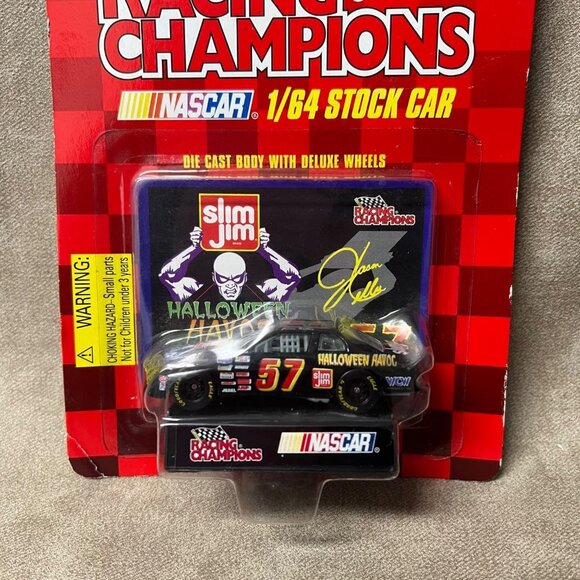 RACING
CHAMPIONS
NASCAR® 1/64 STOCK CAR
DIE CAST BODY WITH DELUXE WHEELS
slim
jim
RACING
CHAMPIONS
Jason
Keller
HALLOWEEN
HAVOC
WARNING:
CHOKING HAZARD-Small parts
Not for Children under 3 years
57
slim
jim
HALLOWEEN HAVOC
WCW
RACING
CHAMPIONS
NASCAR